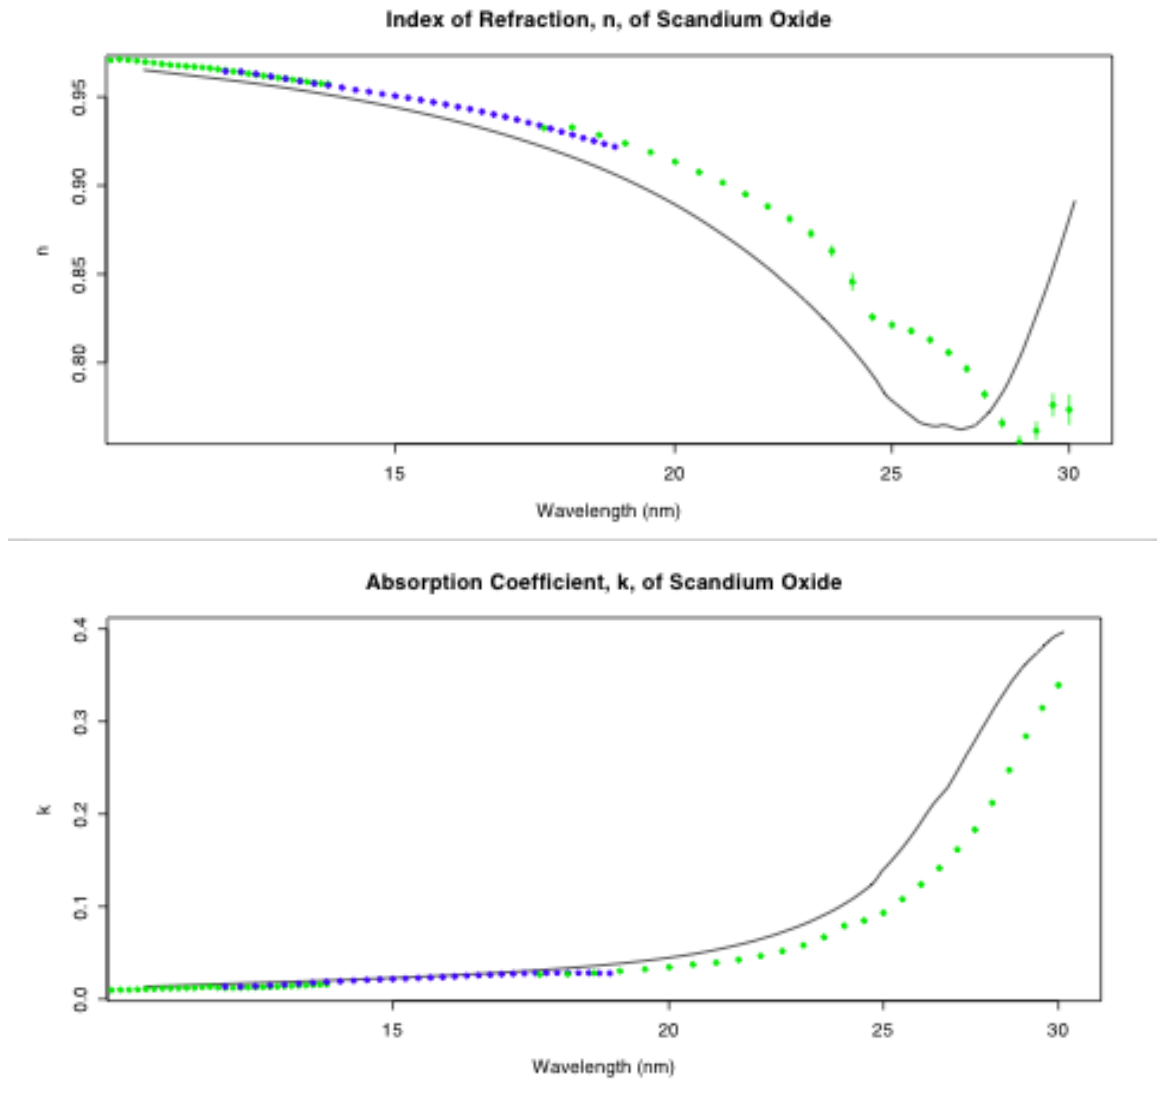 Index of Refraction, n, of Scandium Oxide
0.95
0.90
0.85
0.80
n
15 20 25 30
Wavelength (nm)
Absorption Coefficient, k, of Scandium Oxide
0.4
0.3
0.2
0.1
0.0
k
15 20 25 30
Wavelength (nm)